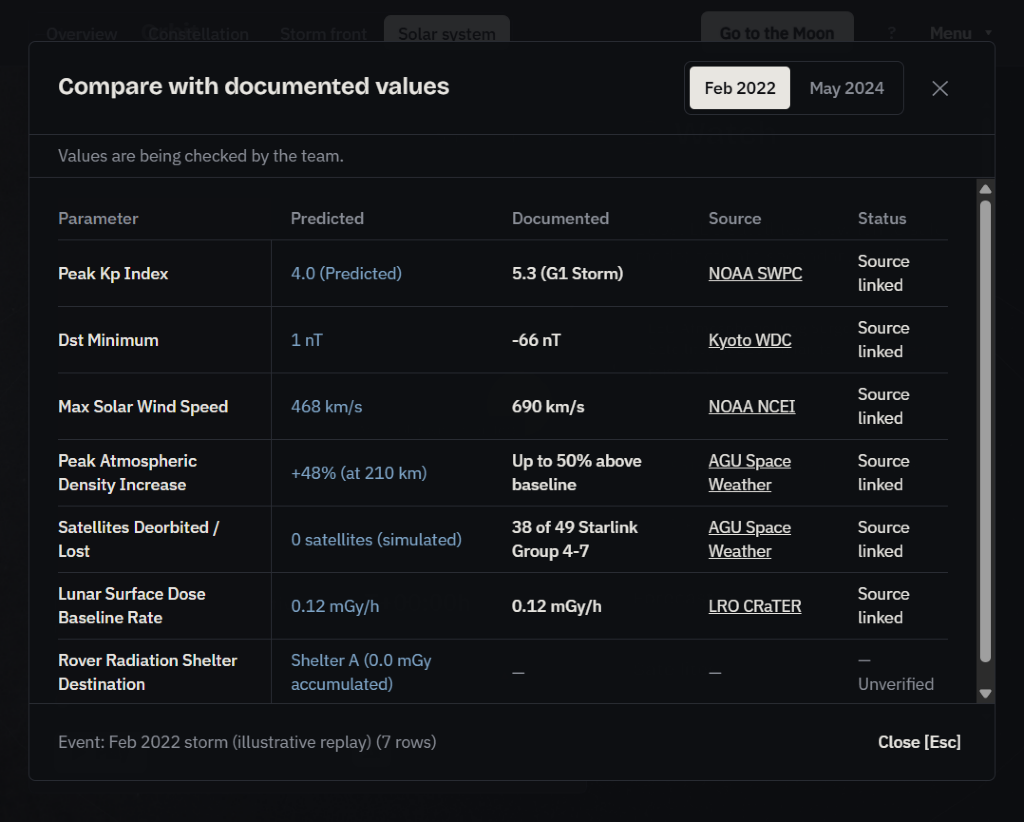 Overview Constellation Storm front Solar system Go to the Moon ? Menu
Compare with documented values Feb 2022 May 2024
Values are being checked by the team.
Parameter Predicted Documented Source Status
Peak Kp Index 4.0 (Predicted) 5.3 (G1 Storm) NOAA SWPC Source linked
Dst Minimum 1 nT -66 nT Kyoto WDC Source linked
Max Solar Wind Speed 468 km/s 690 km/s NOAA NCEI Source linked
Peak Atmospheric Density Increase +48% (at 210 km) Up to 50% above baseline AGU Space Weather Source linked
Satellites Deorbited / Lost 0 satellites (simulated) 38 of 49 Starlink Group 4-7 AGU Space Weather Source linked
Lunar Surface Dose Baseline Rate 0.12 mGy/h 0.12 mGy/h LRO CRaTER Source linked
Rover Radiation Shelter Destination Shelter A (0.0 mGy accumulated) — — — Unverified
Event: Feb 2022 storm (illustrative replay) (7 rows) Close [Esc]